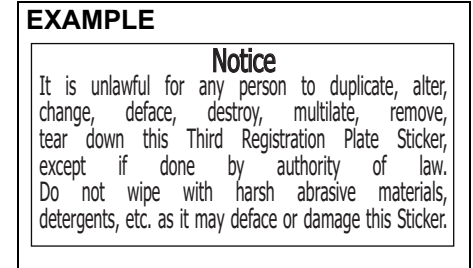 EXAMPLE
Notice
It is unlawful for any person to duplicate, alter,
change, deface, destroy, multilate, remove,
tear down this Third Registration Plate Sticker,
except if done by authority of law.
Do not wipe with harsh abrasive materials,
detergents, etc. as it may deface or damage this Sticker.